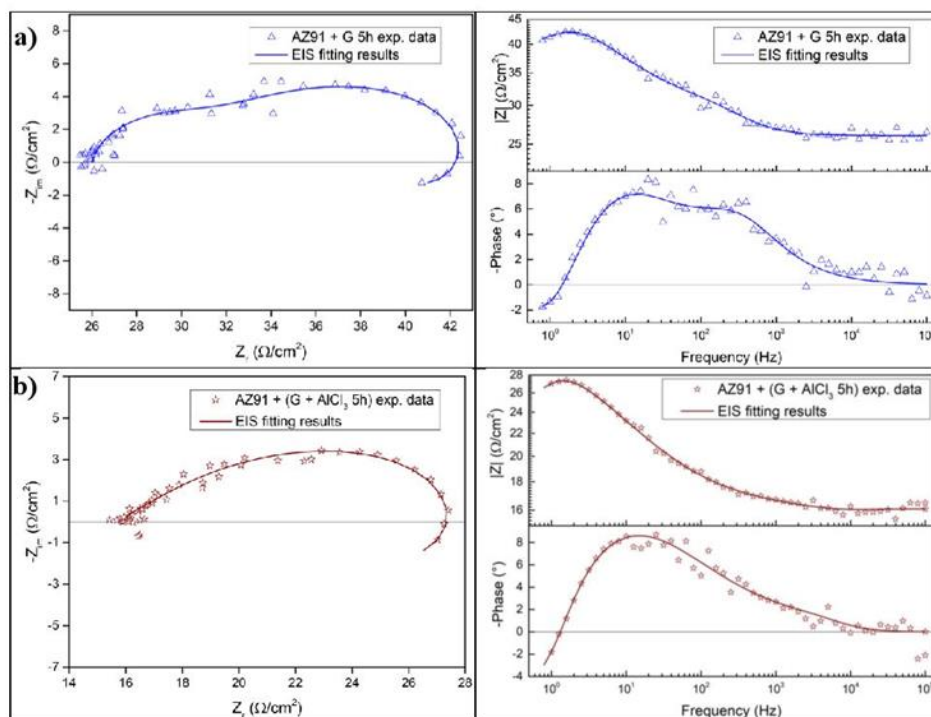 a)
AZ91 + G 5h exp. data
EIS fitting results
-Z_im (Ω/cm²)
8
6
4
2
0
-2
-4
-6
-8
26 28 30 32 34 36 38 40 42
Z_r (Ω/cm²)
AZ91 + G 5h exp. data
EIS fitting results
|Z| (Ω/cm²)
45
40
35
30
25
-Phase (°)
8
6
4
2
0
-2
10⁰ 10¹ 10² 10³ 10⁴ 10⁵
Frequency (Hz)
b)
AZ91 + (G + AlCl₃ 5h) exp. data
EIS fitting results
7
5
3
1
-1
-3
-5
-7
14 16 18 20 22 24 26 28
Z_r (Ω/cm²)
AZ91 + (G + AlCl₃ 5h) exp. data
EIS fitting results
|Z| (Ω/cm²)
28
26
24
22
20
18
16
-Phase (°)
8
6
4
2
0
-2
-4
10⁰ 10¹ 10² 10³ 10⁴ 10⁵
Frequency (Hz)